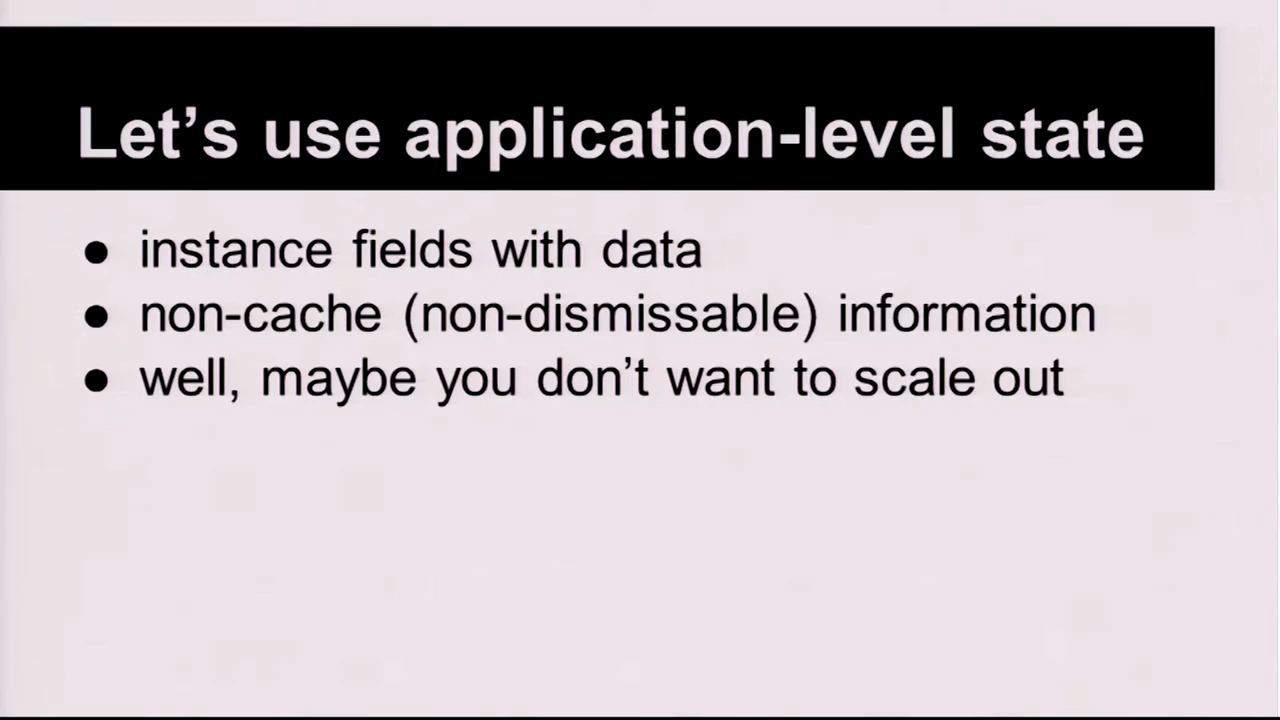 Let's use application-level state
● instance fields with data
● non-cache (non-dismissable) information
● well, maybe you don't want to scale out